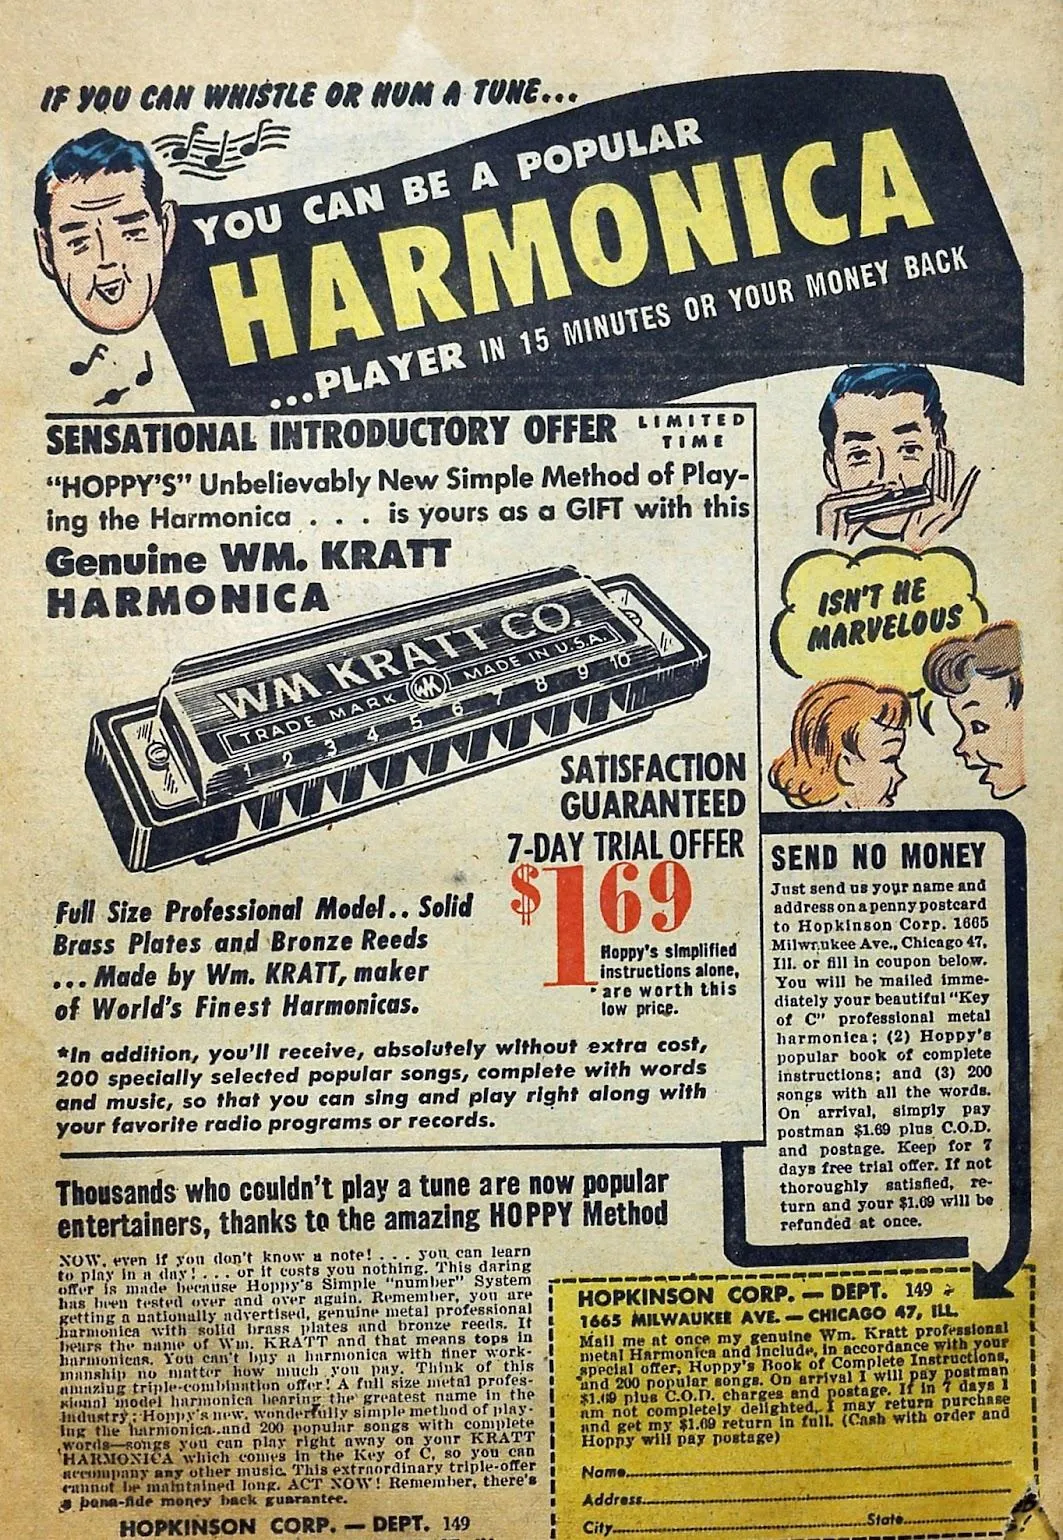 IF YOU CAN WHISTLE OR HUM A TUNE...
YOU CAN BE A POPULAR
HARMONICA
...PLAYER IN 15 MINUTES OR YOUR MONEY BACK
SENSATIONAL INTRODUCTORY OFFER
LIMITED
TIME
"HOPPY'S" Unbelievably New Simple Method of Play-
ing the Harmonica . . . is yours as a GIFT with this
Genuine WM. KRATT
HARMONICA
WM. KRATT CO.
TRADE MARK WK MADE IN U.S.A.
1 2 3 4 5 6 7 8 9 10
ISN'T HE
MARVELOUS
SATISFACTION
GUARANTEED
7-DAY TRIAL OFFER
$169
Hoppy's simplified
instructions alone,
are worth this
low price.
Full Size Professional Model.. Solid
Brass Plates and Bronze Reeds
... Made by Wm. KRATT, maker
of World's Finest Harmonicas.
*In addition, you'll receive, absolutely without extra cost,
200 specially selected popular songs, complete with words
and music, so that you can sing and play right along with
your favorite radio programs or records.
SEND NO MONEY
Just send us your name and
address on a penny postcard
to Hopkinson Corp. 1665
Milwaukee Ave., Chicago 47,
Ill. or fill in coupon below.
You will be mailed imme-
diately your beautiful "Key
of C" professional metal
harmonica; (2) Hoppy's
popular book of complete
instructions; and (3) 200
songs with all the words.
On arrival, simply pay
postman $1.69 plus C.O.D.
and postage. Keep for 7
days free trial offer. If not
thoroughly satisfied, re-
turn and your $1.69 will be
refunded at once.
Thousands who couldn't play a tune are now popular
entertainers, thanks to the amazing HOPPY Method
NOW, even if you don't know a note! . . . you can learn
to play in a day! . . . or it costs you nothing. This daring
offer is made because Hoppy's Simple "number" System
has been tested over and over again. Remember, you are
getting a nationally advertised, genuine metal professional
harmonica with solid brass plates and bronze reeds. It
bears the name of Wm. KRATT and that means tops in
harmonicas. You can't buy a harmonica with finer work-
manship no matter how much you pay. Think of this
amazing triple-combination offer! A full size metal profes-
sional model harmonica bearing the greatest name in the
industry; Hoppy's new, wonderfully simple method of play-
ing the harmonica..and 200 popular songs with complete
words—songs you can play right away on your KRATT
HARMONICA which comes in the Key of C, so you can
accompany any other music. This extraordinary triple-offer
cannot be maintained long. ACT NOW! Remember, there's
a bona-fide money back guarantee.
HOPKINSON CORP. — DEPT. 149
HOPKINSON CORP. — DEPT. 149
1665 MILWAUKEE AVE. — CHICAGO 47, ILL.
Mail me at once my genuine Wm. Kratt professional
metal Harmonica and include, in accordance with your
special offer, Hoppy's Book of Complete Instructions,
and 200 popular songs. On arrival I will pay postman
$1.69 plus C.O.D. charges and postage. If in 7 days I
am not completely delighted, I may return purchase
and get my $1.69 return in full. (Cash with order and
Hoppy will pay postage)
Name
Address
City State